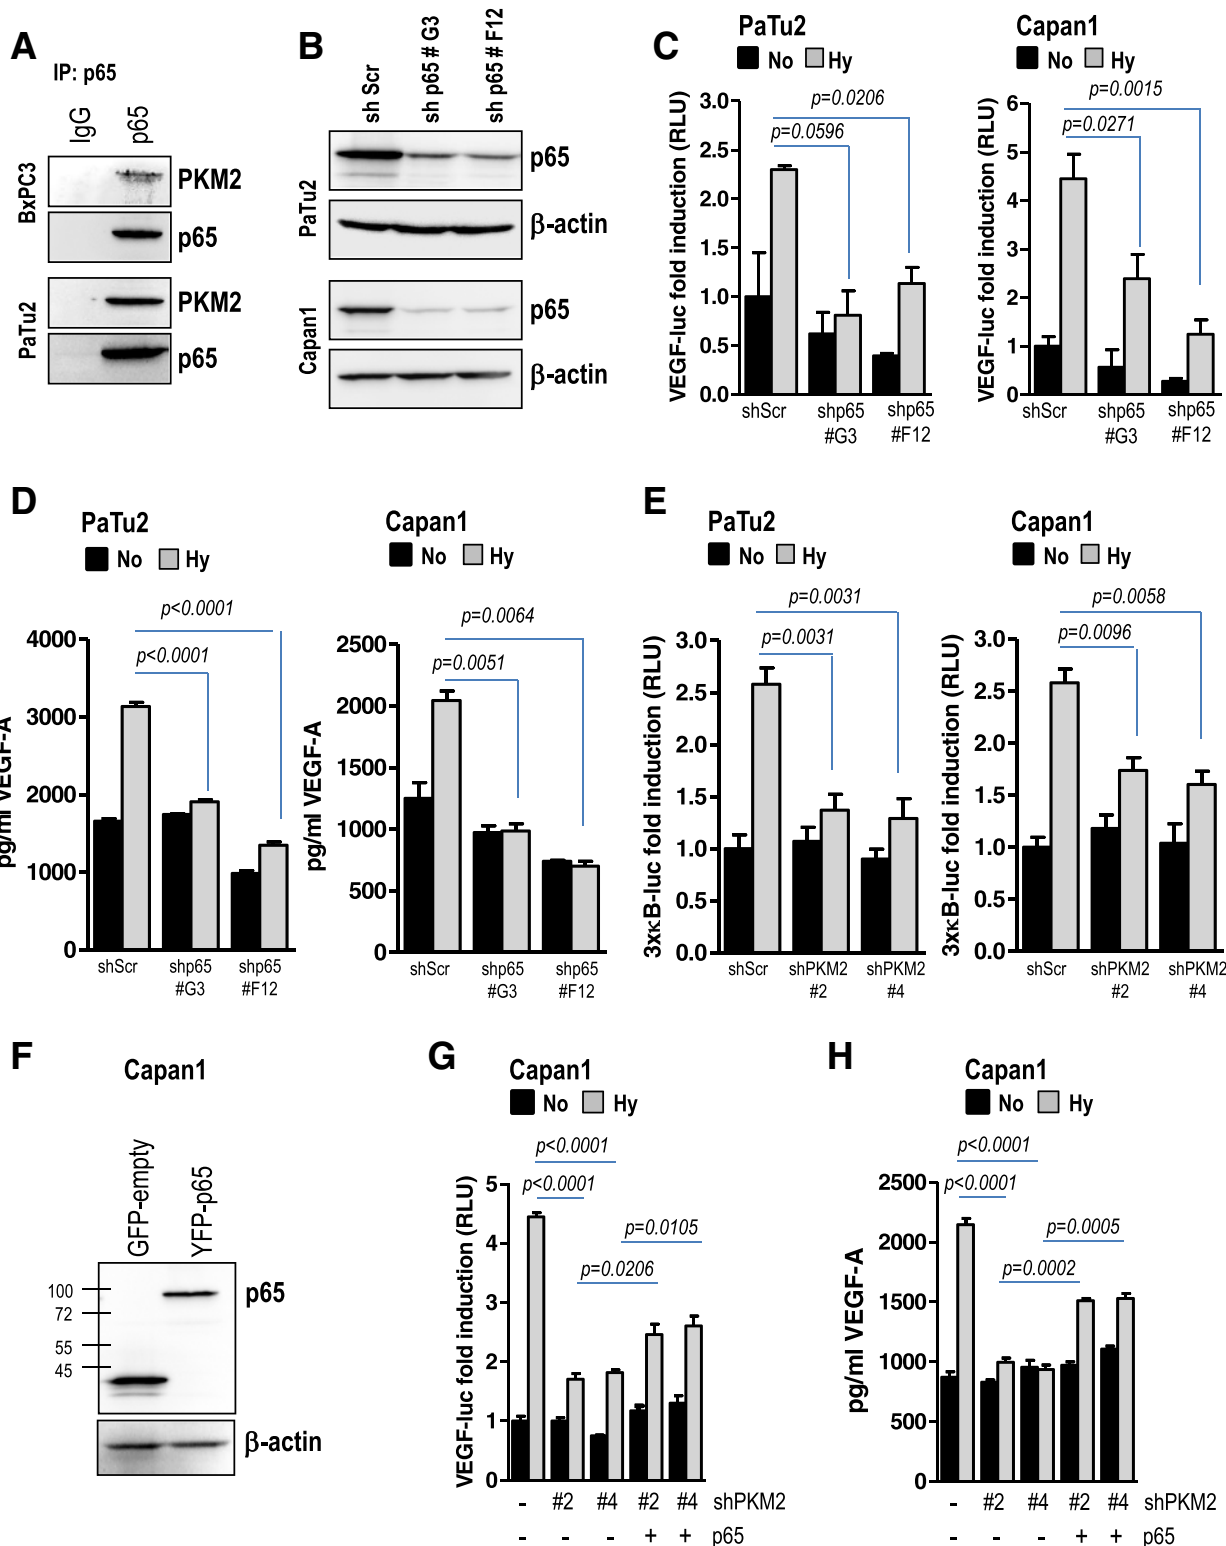 A
IP: p65
IgG
p65
BxPC3
PKM2
p65
PaTu2
PKM2
p65
B
sh Scr
sh p65 # G3
sh p65 # F12
PaTu2
p65
β-actin
Capan1
p65
β-actin
C
PaTu2
No Hy
p=0.0206
p=0.0596
VEGF-luc fold induction (RLU)
3.0
2.5
2.0
1.5
1.0
0.5
0.0
shScr shp65 shp65
#G3 #F12
Capan1
No Hy
p=0.0015
p=0.0271
VEGF-luc fold induction (RLU)
6
5
4
3
2
1
0
shScr shp65 shp65
#G3 #F12
D
PaTu2
No Hy
p<0.0001
p<0.0001
pg/ml VEGF-A
4000
3000
2000
1000
0
shScr shp65 shp65
#G3 #F12
Capan1
No Hy
p=0.0064
p=0.0051
pg/ml VEGF-A
2500
2000
1500
1000
500
0
shScr shp65 shp65
#G3 #F12
E
PaTu2
No Hy
p=0.0031
p=0.0031
3xκB-luc fold induction (RLU)
3.0
2.5
2.0
1.5
1.0
0.5
0.0
shScr shPKM2 shPKM2
#2 #4
Capan1
No Hy
p=0.0058
p=0.0096
3xκB-luc fold induction (RLU)
3.0
2.5
2.0
1.5
1.0
0.5
0.0
shScr shPKM2 shPKM2
#2 #4
F
Capan1
GFP-empty
YFP-p65
100
72
55
45
p65
β-actin
G
Capan1
No Hy
p<0.0001
p<0.0001
p=0.0105
p=0.0206
VEGF-luc fold induction (RLU)
5
4
3
2
1
0
- #2 #4 #2 #4 shPKM2
- - - + + p65
H
Capan1
No Hy
p<0.0001
p<0.0001
p=0.0005
p=0.0002
pg/ml VEGF-A
2500
2000
1500
1000
500
0
- #2 #4 #2 #4 shPKM2
- - - + + p65